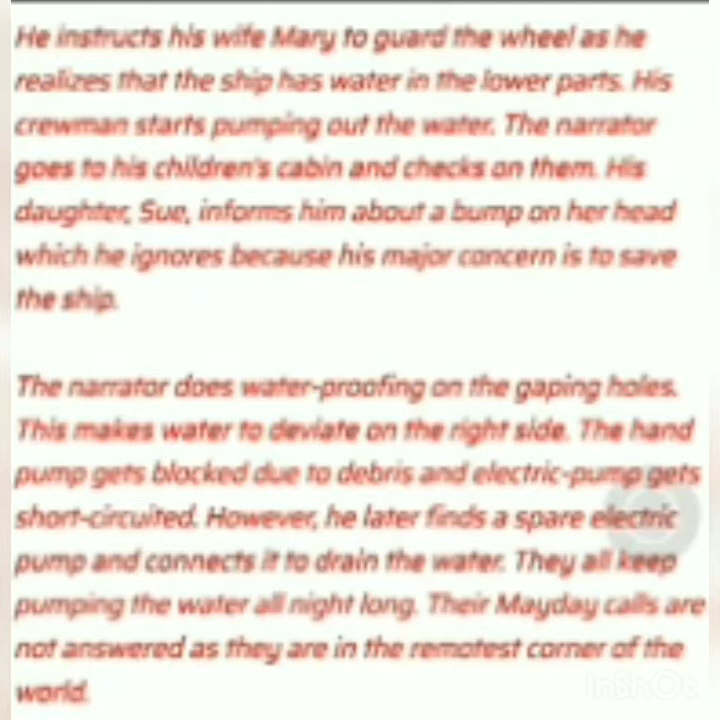 He instructs his wife Mary to guard the wheel as he
realizes that the ship has water in the lower parts. His
crewman starts pumping out the water. The narrator
goes to his children's cabin and checks on them. His
daughter, Sue, informs him about a bump on her head
which he ignores because his major concern is to save
the ship.
The narrator does water-proofing on the gaping holes.
This makes water to deviate on the right side. The hand
pump gets blocked due to debris and electric-pump gets
short-circuited. However, he later finds a spare electric
pump and connects it to drain the water. They all keep
pumping the water all night long. Their Mayday calls are
not answered as they are in the remotest corner of the
world.
InShOt